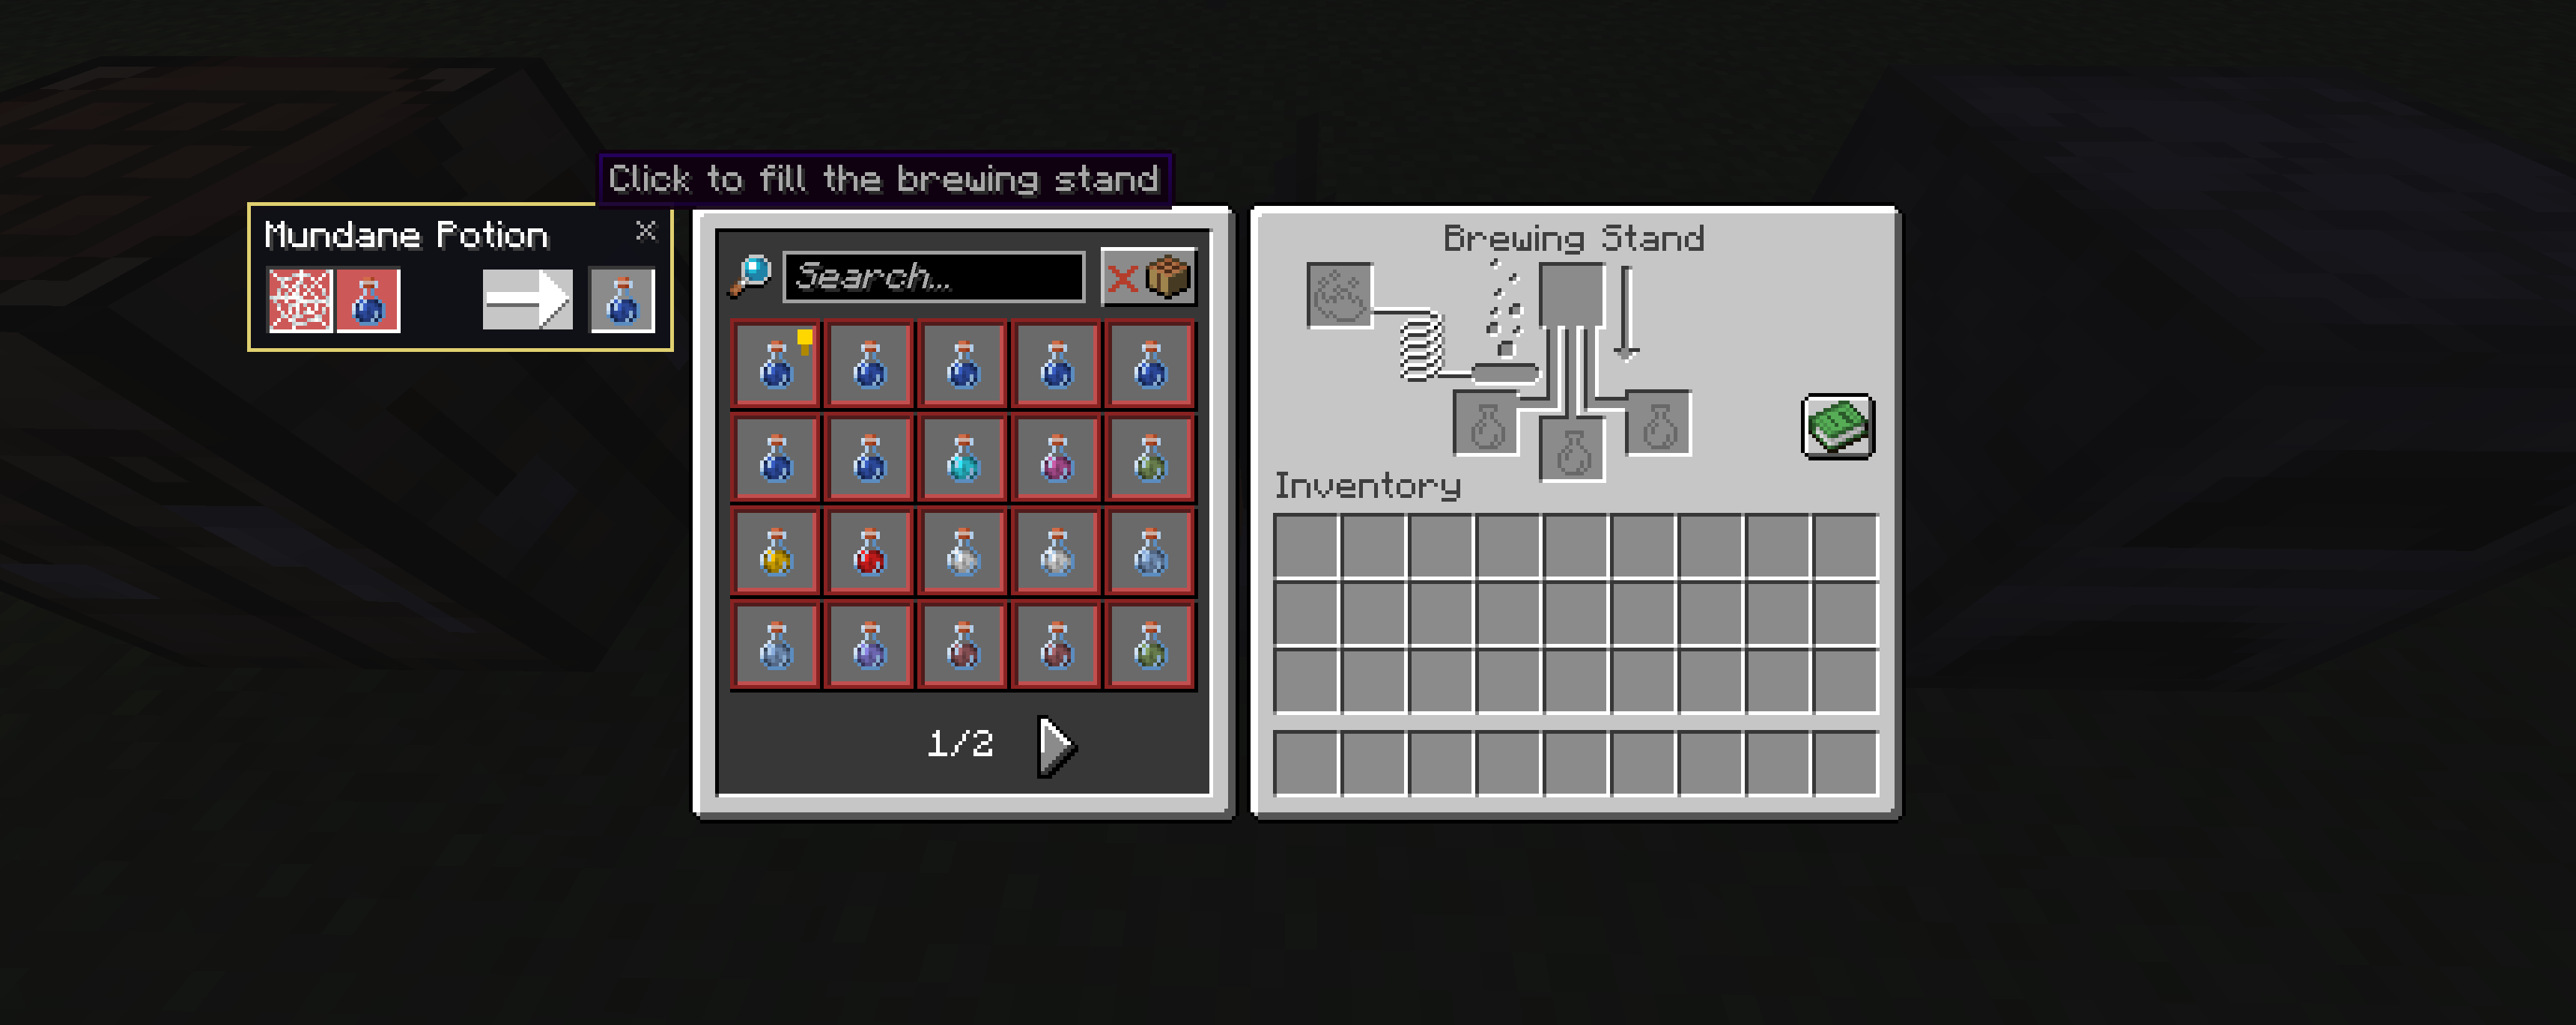 Click to fill the brewing stand
Mundane Potion
x
Search...
Brewing Stand
Inventory
1/2